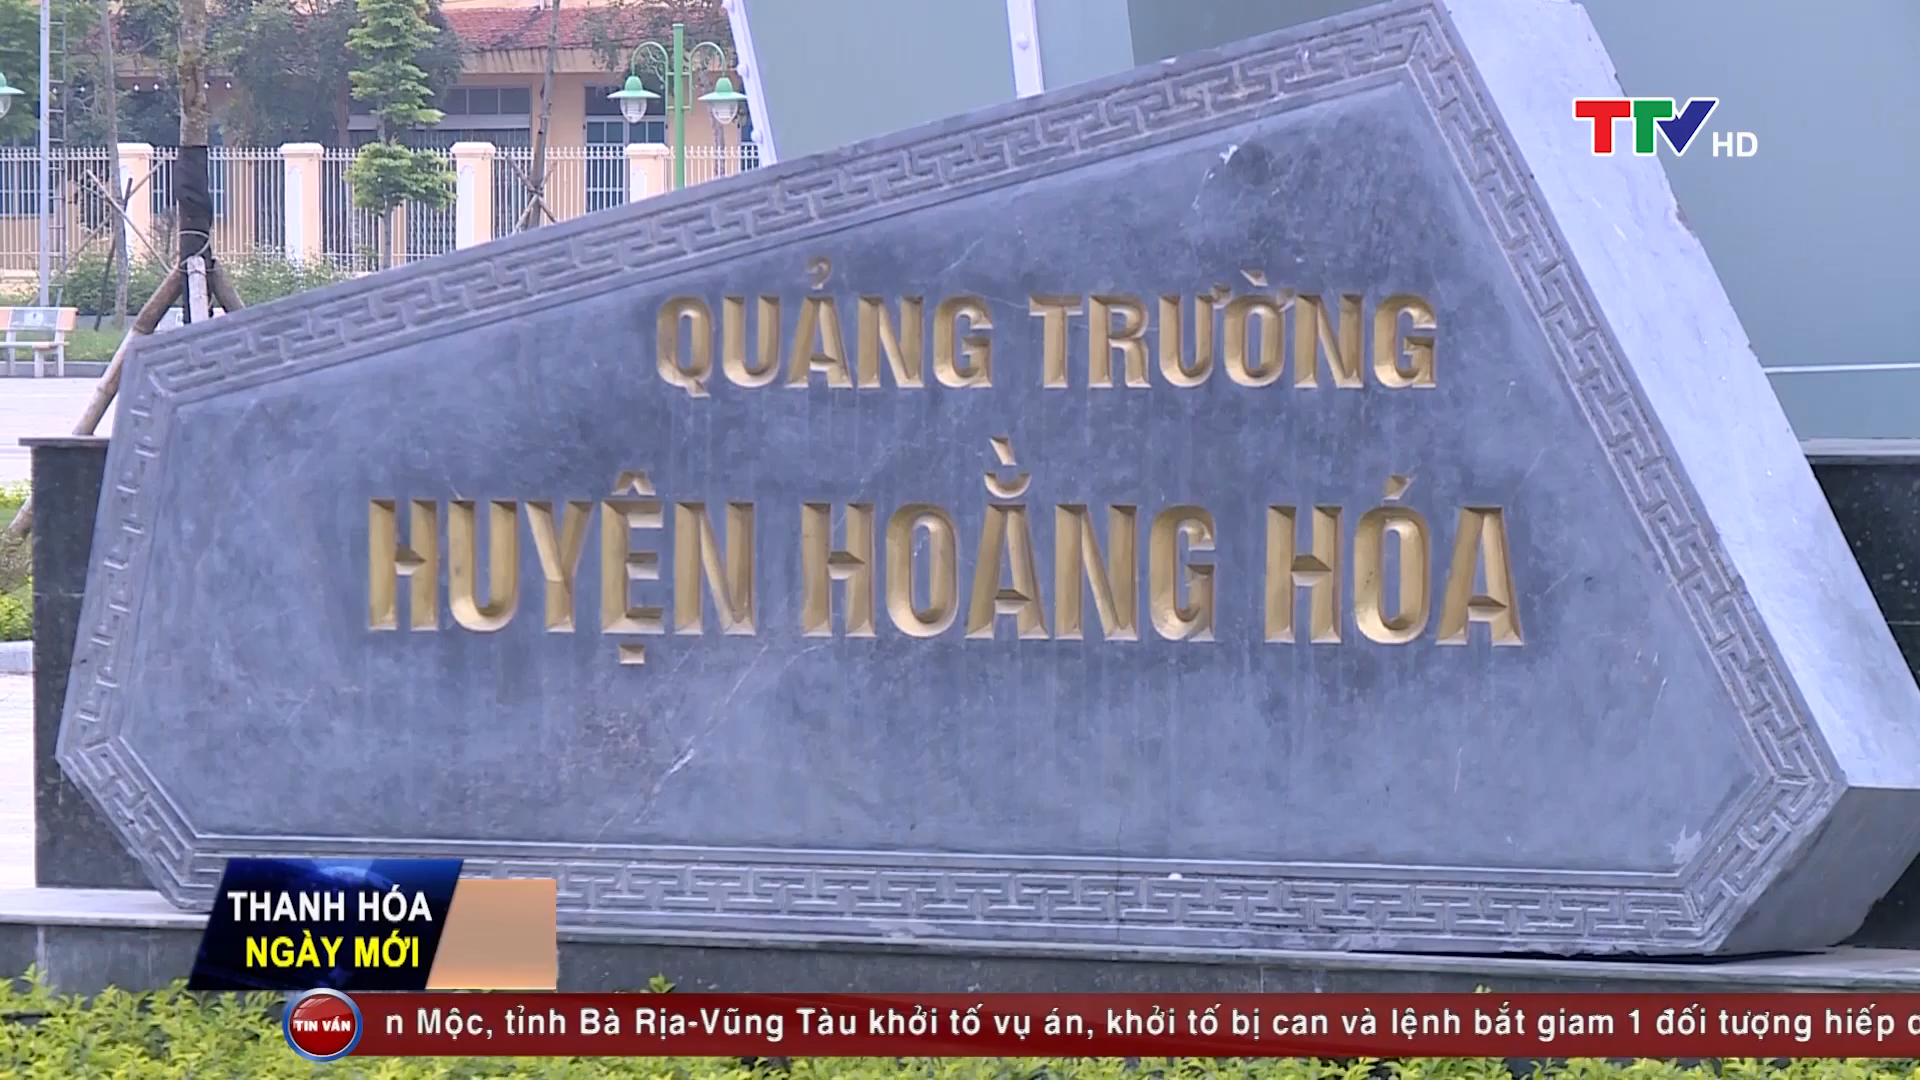 TTV HD
QUẢNG TRƯỜNG
HUYỆN HOẰNG HÓA
THANH HÓA
NGÀY MỚI
TIN VẮN
n Mộc, tỉnh Bà Rịa-Vũng Tàu khởi tố vụ án, khởi tố bị can và lệnh bắt giam 1 đối tượng hiếp